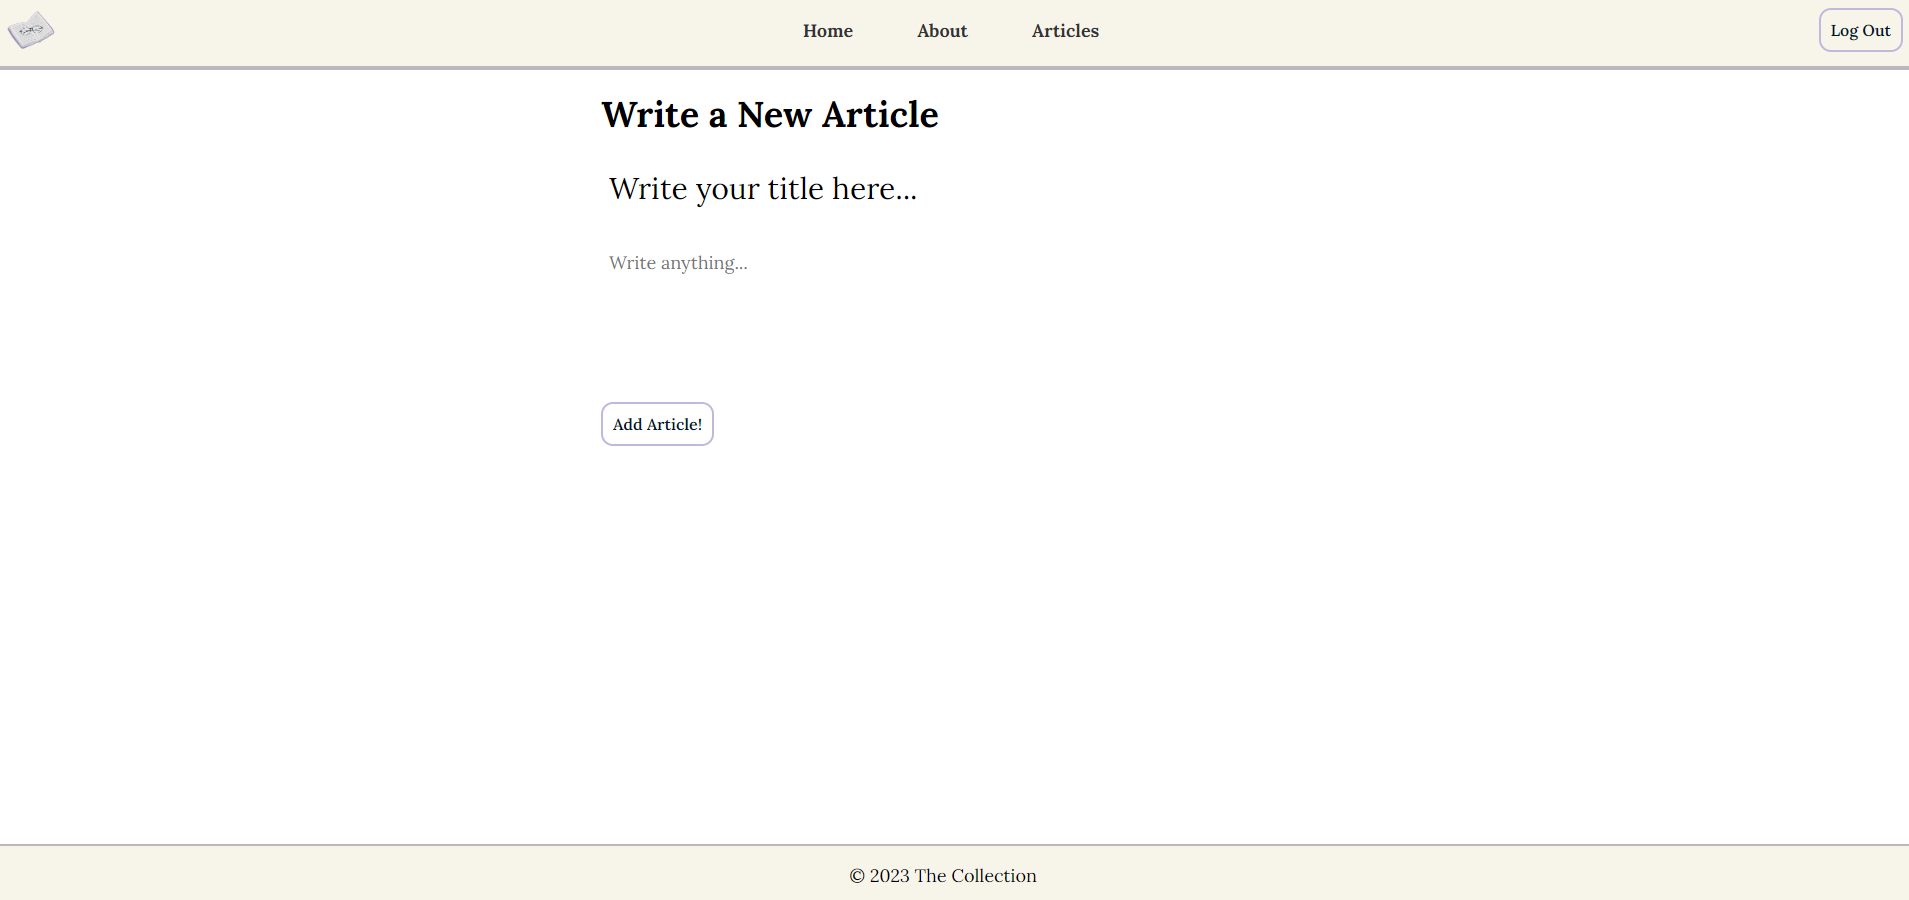 Home About Articles Log Out
Write a New Article
Write your title here...
Write anything...
Add Article!
© 2023 The Collection